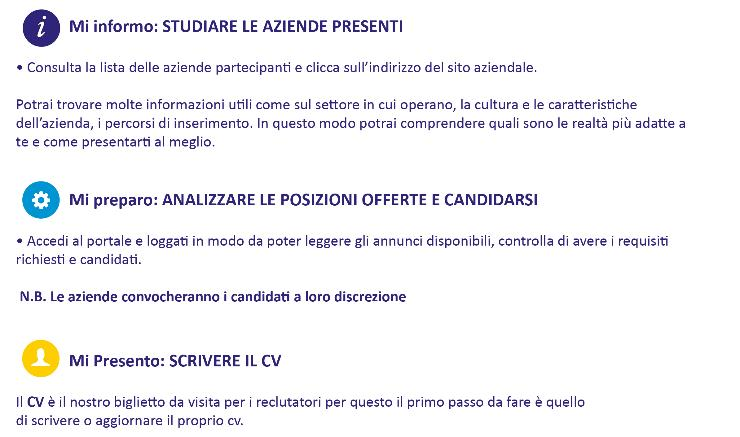 i Mi informo: STUDIARE LE AZIENDE PRESENTI
• Consulta la lista delle aziende partecipanti e clicca sull'indirizzo del sito aziendale.
Potrai trovare molte informazioni utili come sul settore in cui operano, la cultura e le caratteristiche
dell'azienda, i percorsi di inserimento. In questo modo potrai comprendere quali sono le realtà più adatte a
te e come presentarti al meglio.
Mi preparo: ANALIZZARE LE POSIZIONI OFFERTE E CANDIDARSI
• Accedi al portale e loggati in modo da poter leggere gli annunci disponibili, controlla di avere i requisiti
richiesti e candidati.
N.B. Le aziende convocheranno i candidati a loro discrezione
Mi Presento: SCRIVERE IL CV
Il CV è il nostro biglietto da visita per i reclutatori per questo il primo passo da fare è quello
di scrivere o aggiornare il proprio cv.